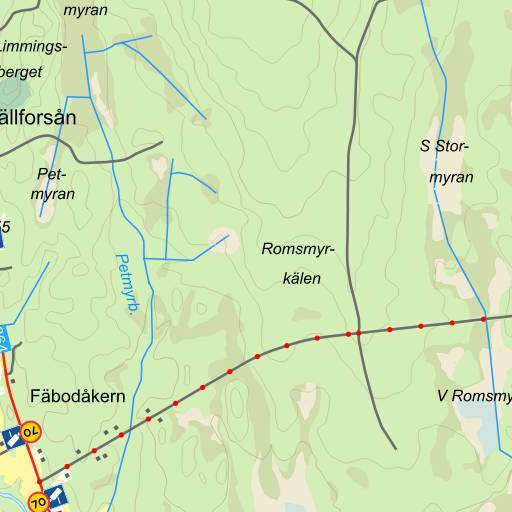 myran
Limmings-
berget
ällforsån
S Stor-
myran
Pet-
myran
Romsmyr-
kälen
Petmyrb.
Fäbodåkern
V Romsmy
70
70